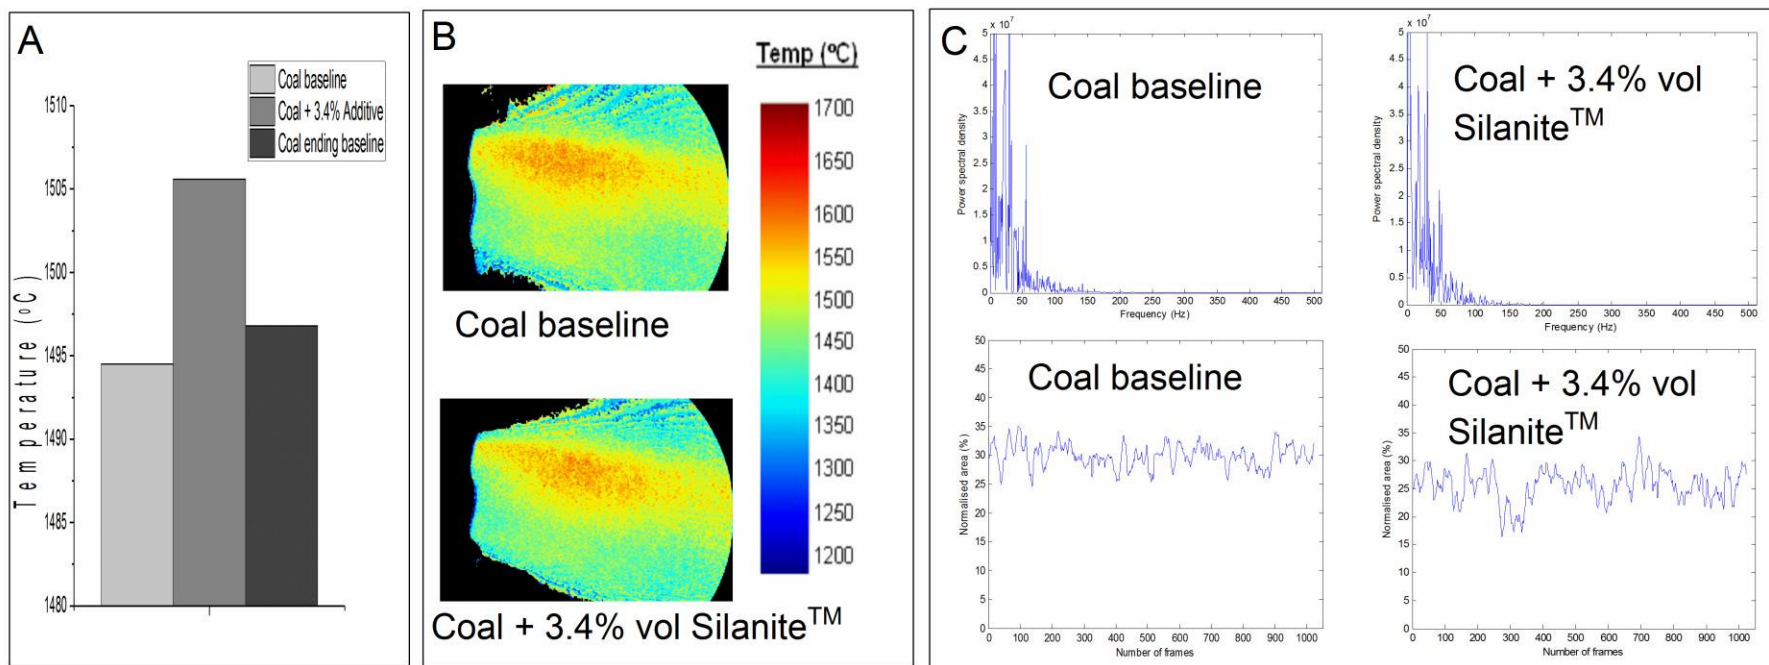 A
Coal baseline
Coal + 3.4% Additive
Coal ending baseline
1510
1505
1500
1495
1490
1485
1480
Temperature (ºC)
B
Temp (ºC)
1700
1650
1600
1550
1500
1450
1400
1350
1300
1250
1200
Coal baseline
Coal + 3.4% vol Silanite™
C
x 10⁷
5
4.5
4
3.5
3
2.5
2
1.5
1
0.5
0
Power spectral density
Coal baseline
0 50 100 150 200 250 300 350 400 450 500
Frequency (Hz)
x 10⁷
5
4.5
4
3.5
3
2.5
2
1.5
1
0.5
0
Power spectral density
Coal + 3.4% vol
Silanite™
0 50 100 150 200 250 300 350 400 450 500
Frequency (Hz)
50
45
40
35
30
25
20
15
10
5
0
Normalised area (%)
Coal baseline
0 100 200 300 400 500 600 700 800 900 1000
Number of frames
50
45
40
35
30
25
20
15
10
5
0
Normalised area (%)
Coal + 3.4% vol
Silanite™
0 100 200 300 400 500 600 700 800 900 1000
Number of frames